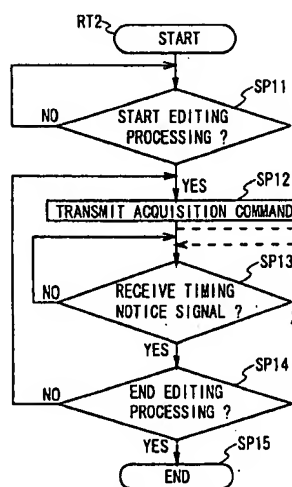 RT2
START
SP11
NO
START EDITING
PROCESSING ?
YES
SP12
TRANSMIT ACQUISITION COMMAND
SP13
NO
RECEIVE TIMING
NOTICE SIGNAL ?
YES
SP14
NO
END EDITING
PROCESSING ?
YES
SP15
END